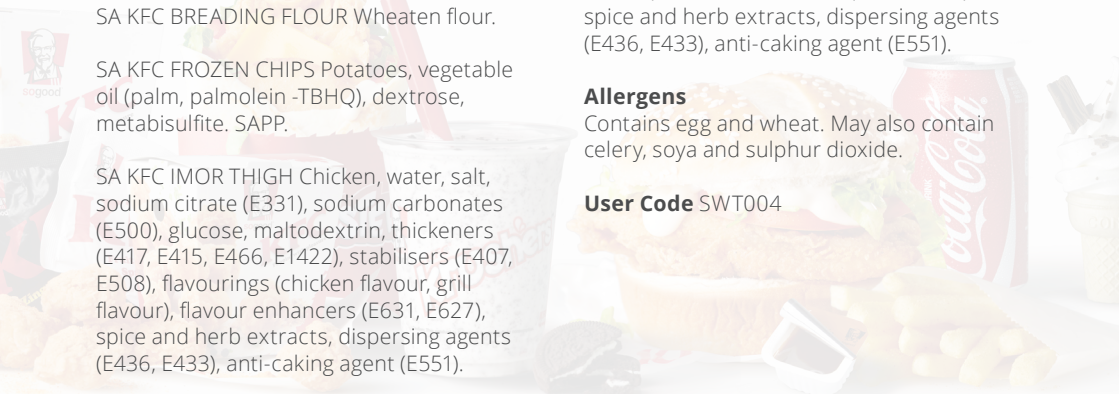 SA KFC BREADING FLOUR Wheaten flour.
SA KFC FROZEN CHIPS Potatoes, vegetable
oil (palm, palmolein -TBHQ), dextrose,
metabisulfite. SAPP.
SA KFC IMOR THIGH Chicken, water, salt,
sodium citrate (E331), sodium carbonates
(E500), glucose, maltodextrin, thickeners
(E417, E415, E466, E1422), stabilisers (E407,
E508), flavourings (chicken flavour, grill
flavour), flavour enhancers (E631, E627),
spice and herb extracts, dispersing agents
(E436, E433), anti-caking agent (E551).
spice and herb extracts, dispersing agents
(E436, E433), anti-caking agent (E551).
Allergens
Contains egg and wheat. May also contain
celery, soya and sulphur dioxide.
User Code SWT004
KFC
sogood
Coca-Cola